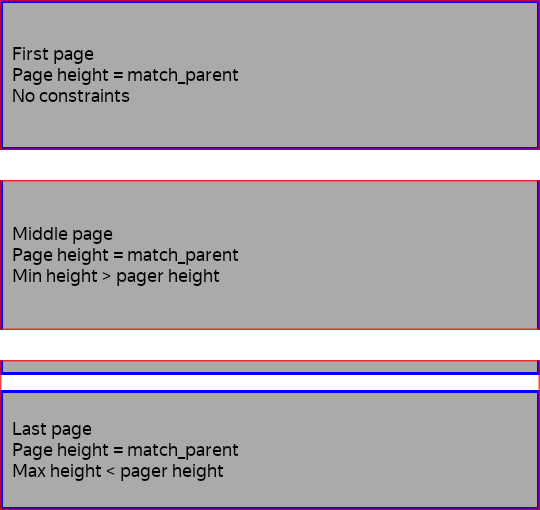 First page
Page height = match_parent
No constraints
Middle page
Page height = match_parent
Min height > pager height
Last page
Page height = match_parent
Max height < pager height